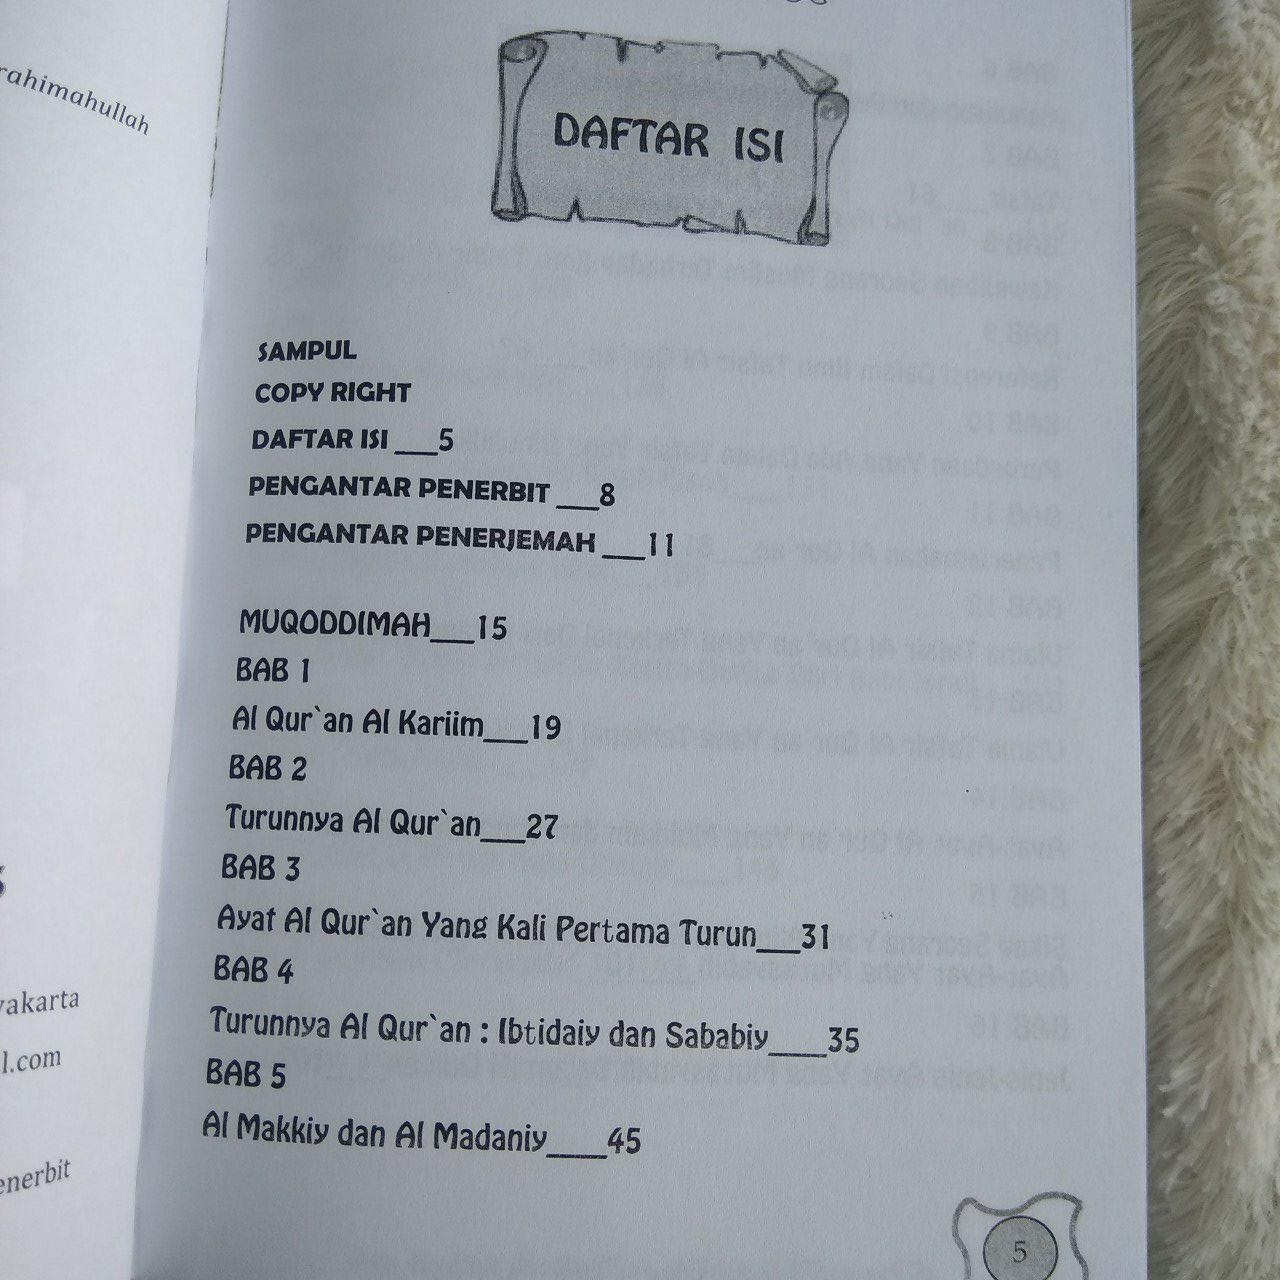 rahimahullah
yakarta
l.com
enerbit
DAFTAR ISI
SAMPUL
COPY RIGHT
DAFTAR ISI ___5
PENGANTAR PENERBIT ___8
PENGANTAR PENERJEMAH ___11
MUQODDIMAH___15
BAB 1
Al Qur`an Al Kariim___19
BAB 2
Turunnya Al Qur`an___27
BAB 3
Ayat Al Qur`an Yang Kali Pertama Turun___31
BAB 4
Turunnya Al Qur`an : Ibtidaiy dan Sababiy____35
BAB 5
Al Makkiy dan Al Madaniy____45
5